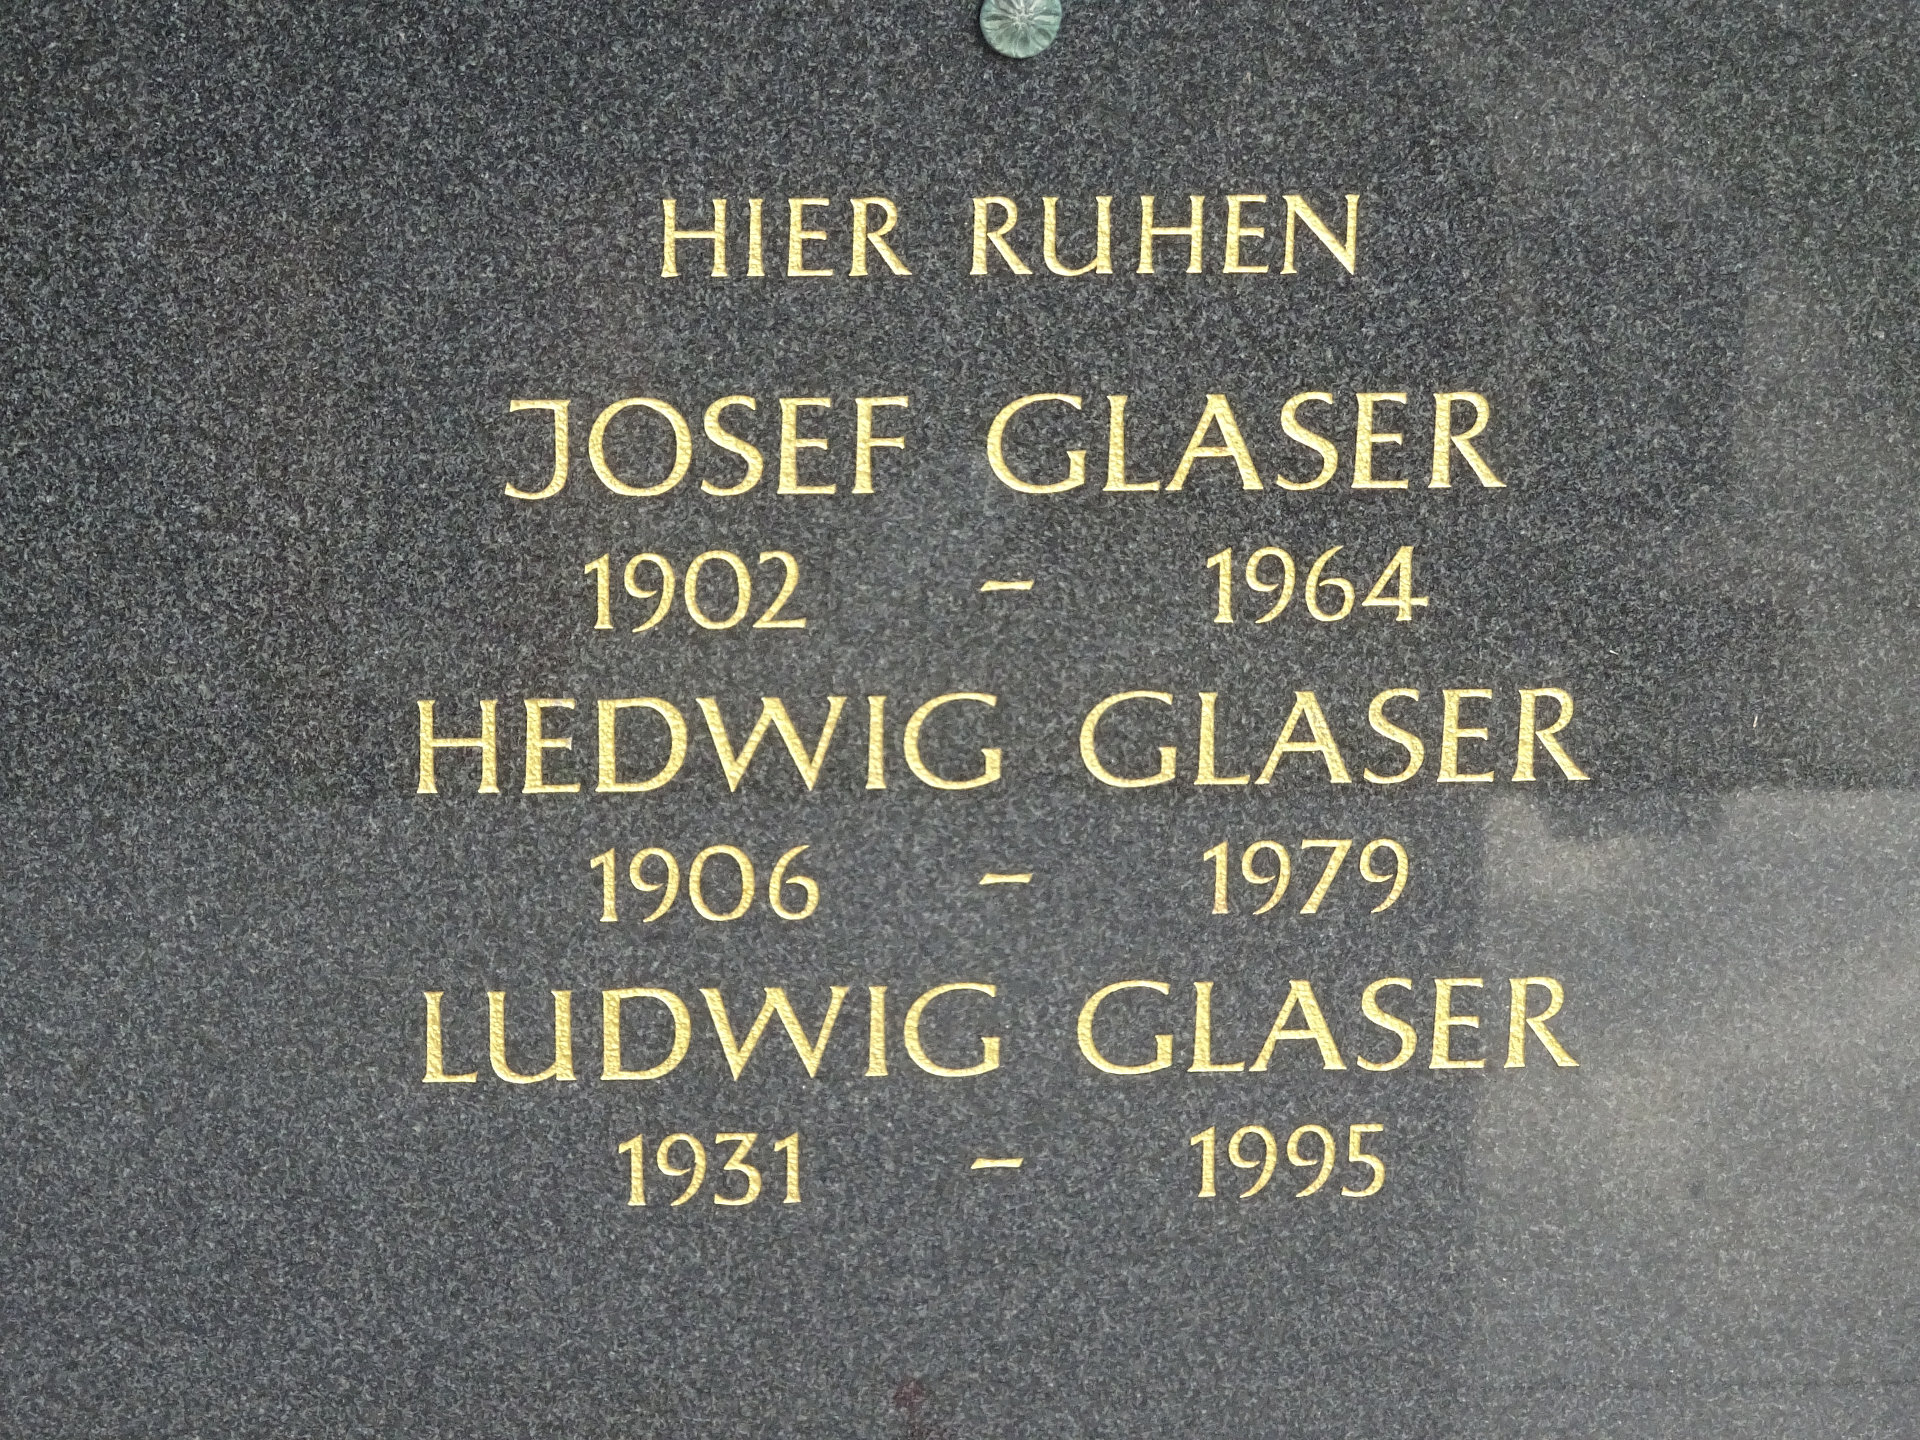 HIER RUHEN
JOSEF GLASER
1902 – 1964
HEDWIG GLASER
1906 – 1979
LUDWIG GLASER
1931 – 1995